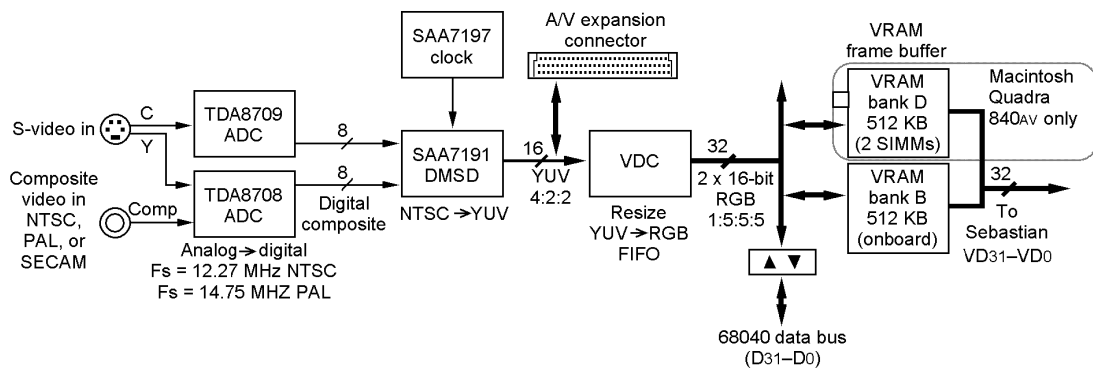 S-video in
C
Y
Composite
video in
NTSC,
PAL, or
SECAM
Comp
TDA8709
ADC
TDA8708
ADC
Analog→digital
Fs = 12.27 MHz NTSC
Fs = 14.75 MHZ PAL
8
8
Digital
composite
SAA7197
clock
SAA7191
DMSD
NTSC→YUV
A/V expansion
connector
16
YUV
4:2:2
VDC
Resize
YUV→RGB
FIFO
32
2 x 16-bit
RGB
1:5:5:5
68040 data bus
(D31–D0)
VRAM
frame buffer
VRAM
bank D
512 KB
(2 SIMMs)
Macintosh
Quadra
840AV only
VRAM
bank B
512 KB
(onboard)
32
To
Sebastian
VD31–VD0